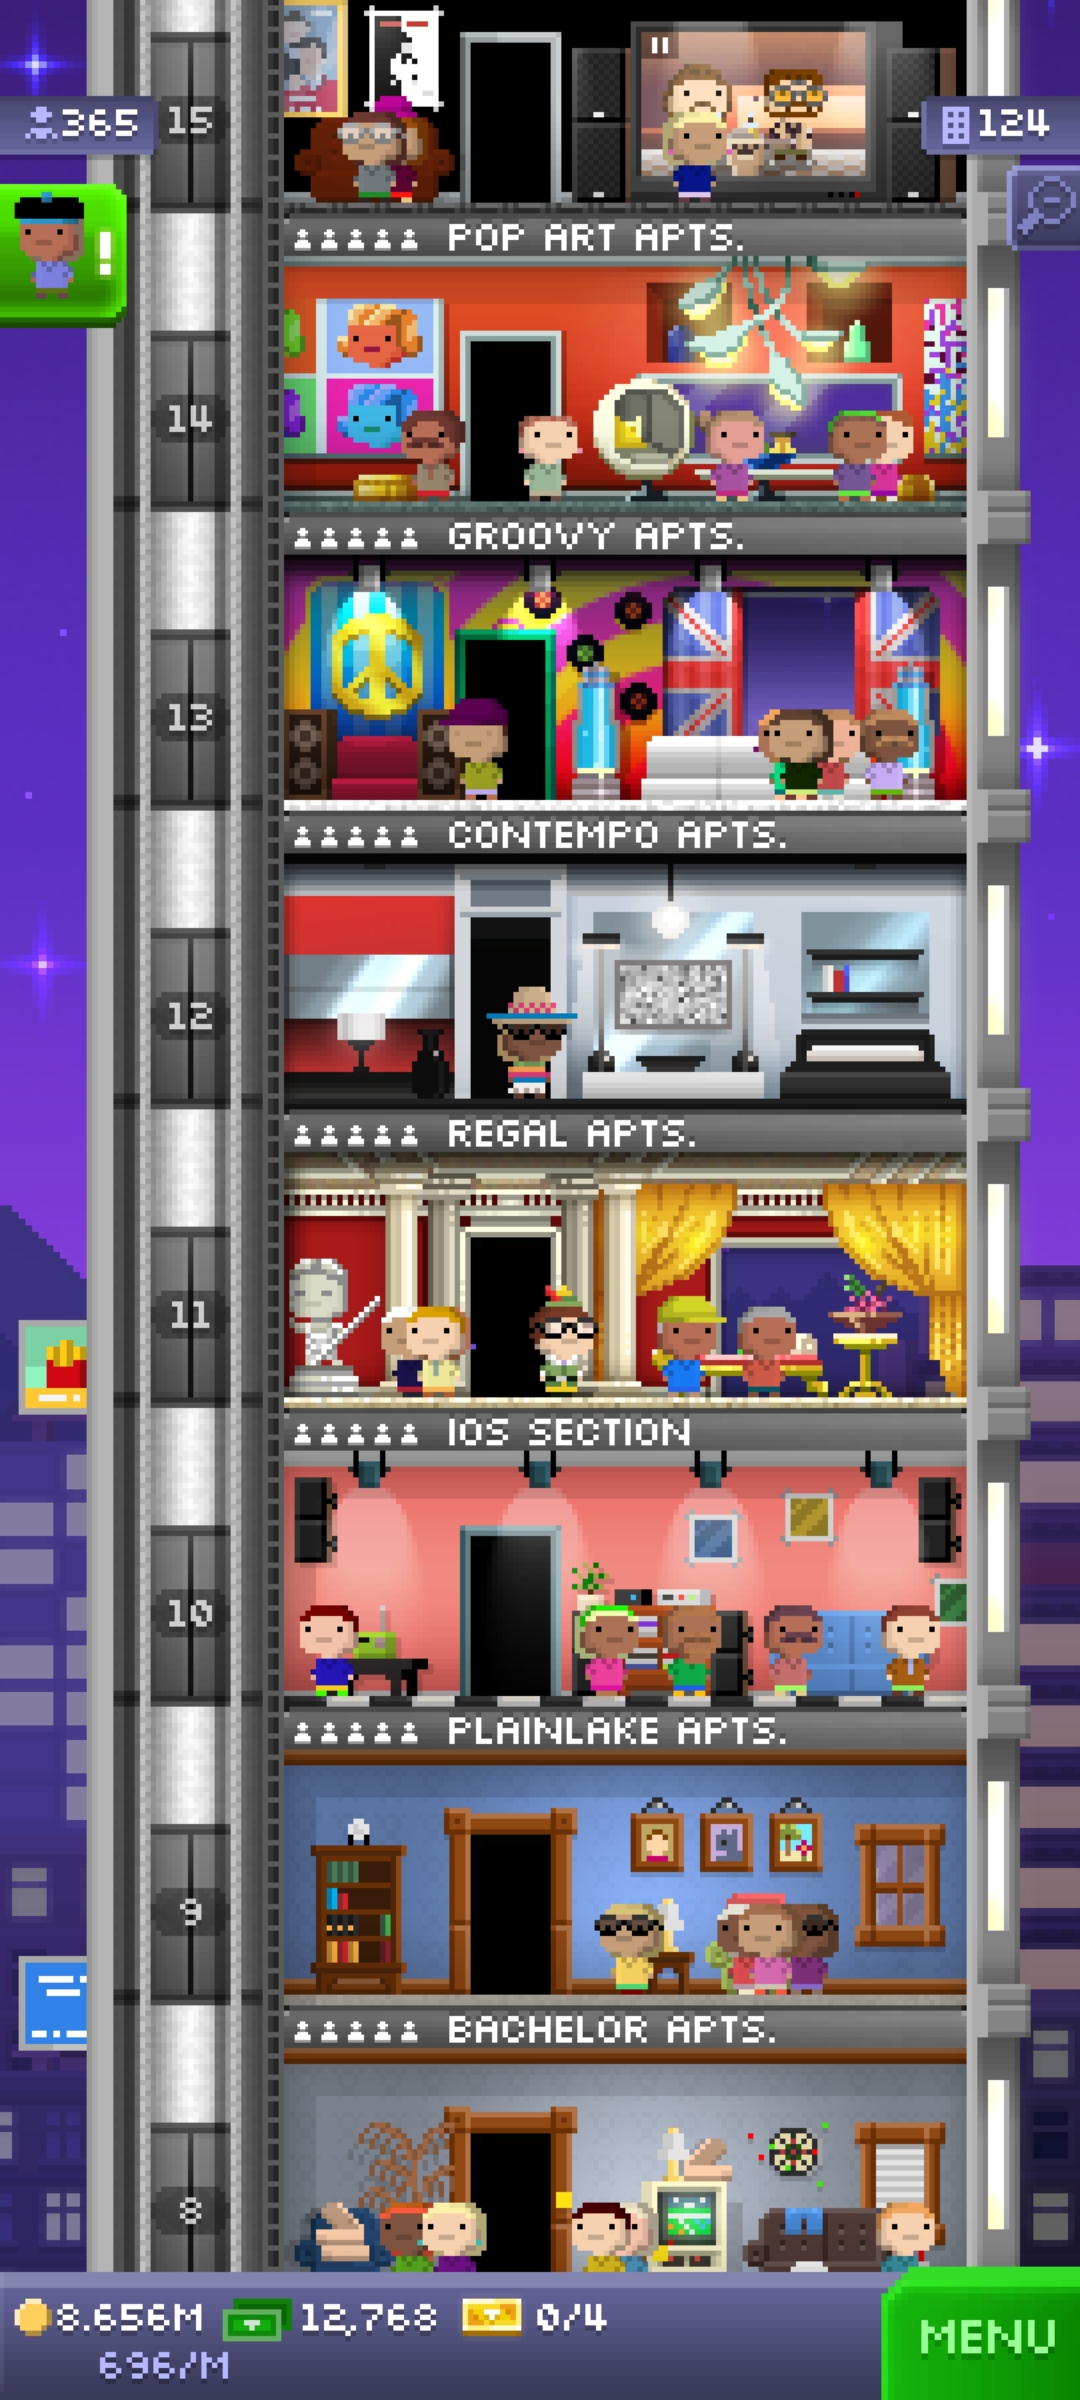 365
15
124
!
POP ART APTS.
14
GROOVY APTS.
13
CONTEMPO APTS.
12
REGAL APTS.
11
IOS SECTION
10
PLAINLAKE APTS.
9
BACHELOR APTS.
8
8.656M
12,768
0/4
696/M
MENU